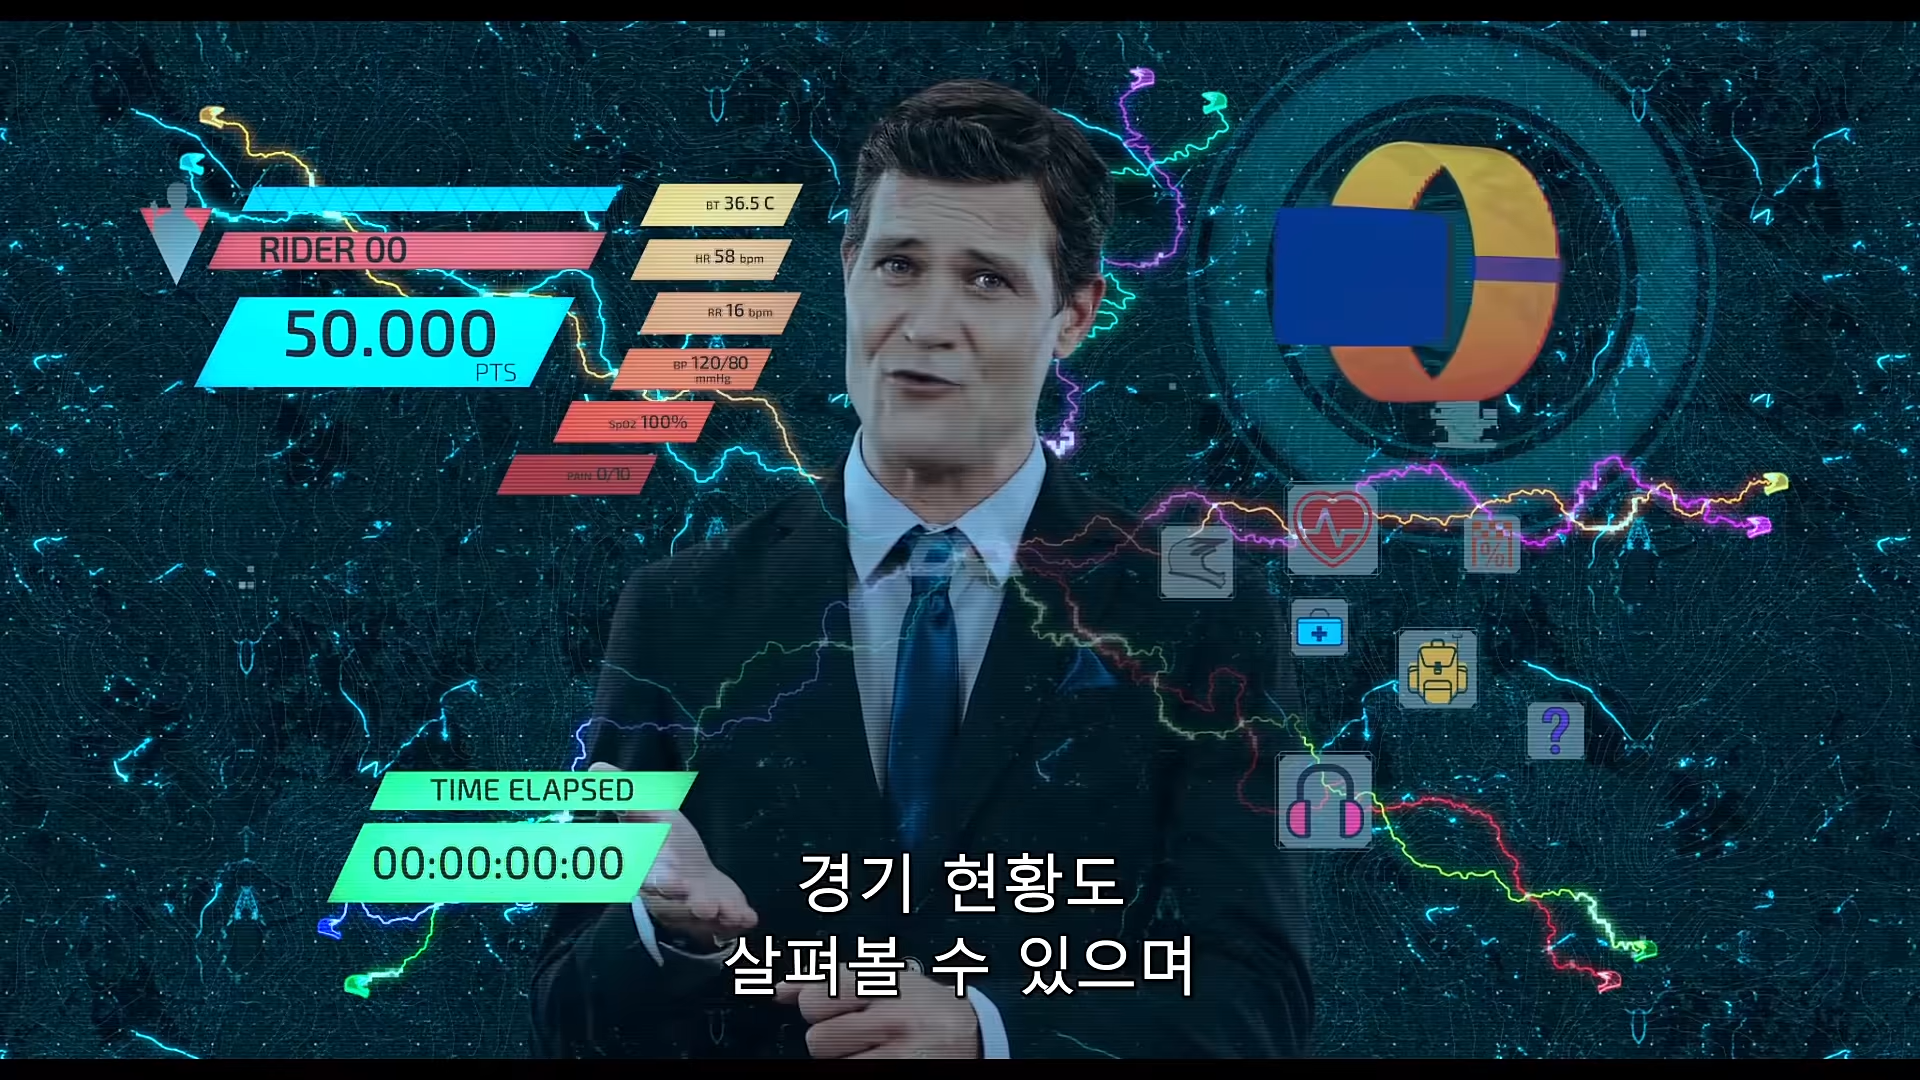 RIDER 00
50.000
PTS
BT 36.5 C
HR 58 bpm
RR 16 bpm
BP 120/80
mmHg
SpO2 100%
PAIN 0/10
%
?
TIME ELAPSED
00:00:00:00
경기 현황도
살펴볼 수 있으며